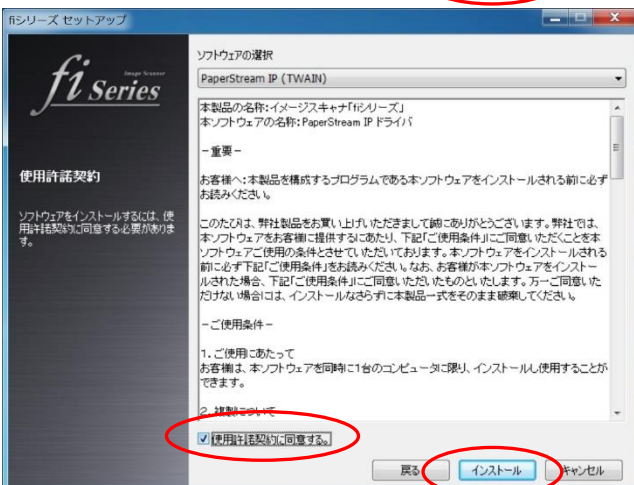 fiシリーズ セットアップ
Image Scanner
fi Series
使用許諾契約
ソフトウェアをインストールするには、使
用許諾契約に同意する必要がありま
す。
ソフトウェアの選択
PaperStream IP (TWAIN)
本製品の名称:イメージスキャナ「fiシリーズ」
本ソフトウェアの名称:PaperStream IP ドライバ
-重要-
お客様へ:本製品を構成するプログラムである本ソフトウェアをインストールされる前に必ず
お読みください。
このたびは、弊社製品をお買い上げいただきまして誠にありがとうございます。弊社では、
本ソフトウェアをお客様に提供するにあたり、下記「ご使用条件」にご同意いただくことを本
ソフトウェアご使用の条件とさせていただいております。本ソフトウェアをインストールされる
前に必ず下記「ご使用条件」をお読みください。なお、お客様が本ソフトウェアをインストー
ルされた場合、下記「ご使用条件」にご同意いただいたものといたします。万一ご同意いた
だけない場合には、インストールなさらずに本製品一式をそのまま破棄してください。
-ご使用条件-
1. ご使用にあたって
お客様は、本ソフトウェアを同時に1台のコンピュータに限り、インストールし使用することが
できます。
2. 複製について
使用許諾契約に同意する。
戻る
インストール
キャンセル